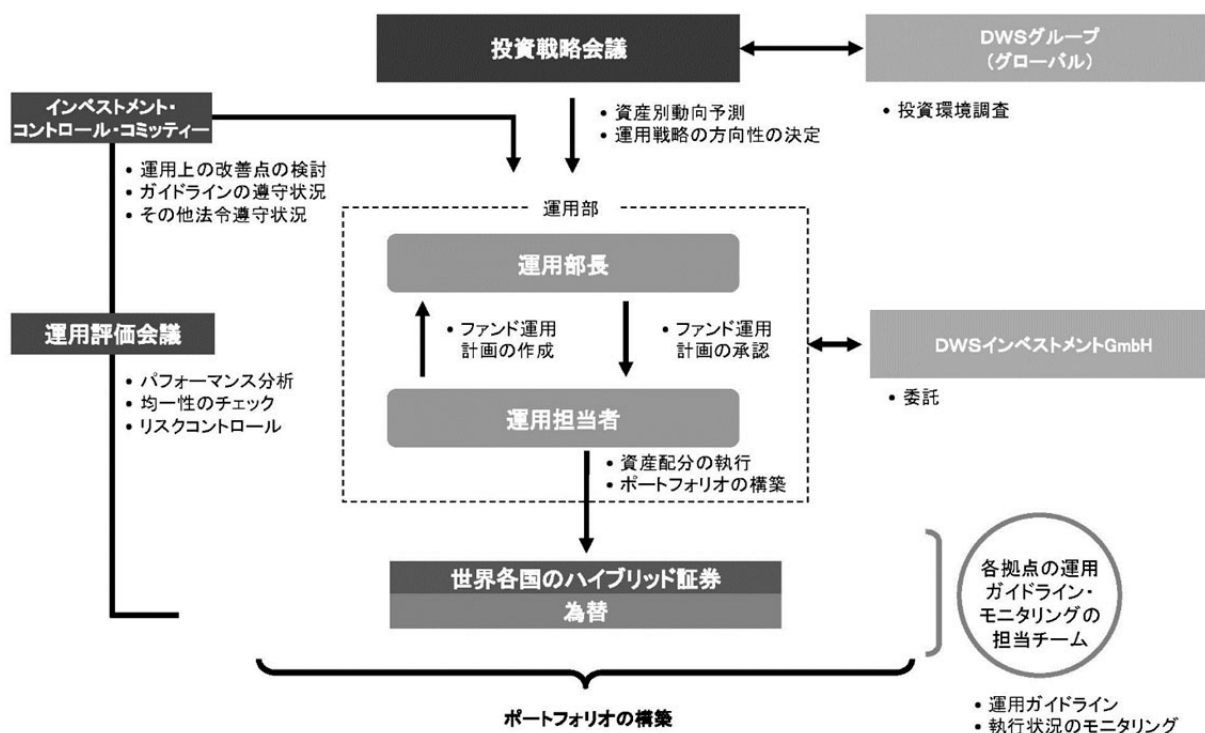 投資戦略会議
DWSグループ
(グローバル)
• 投資環境調査
• 資産別動向予測
• 運用戦略の方向性の決定
インベストメント・
コントロール・コミッティー
• 運用上の改善点の検討
• ガイドラインの遵守状況
• その他法令遵守状況
運用部
運用部長
• ファンド運用
計画の作成
• ファンド運用
計画の承認
運用評価会議
• パフォーマンス分析
• 均一性のチェック
• リスクコントロール
DWSインベストメントGmbH
• 委託
運用担当者
• 資産配分の執行
• ポートフォリオの構築
世界各国のハイブリッド証券
為替
各拠点の運用
ガイドライン・
モニタリングの
担当チーム
• 運用ガイドライン
• 執行状況のモニタリング
ポートフォリオの構築